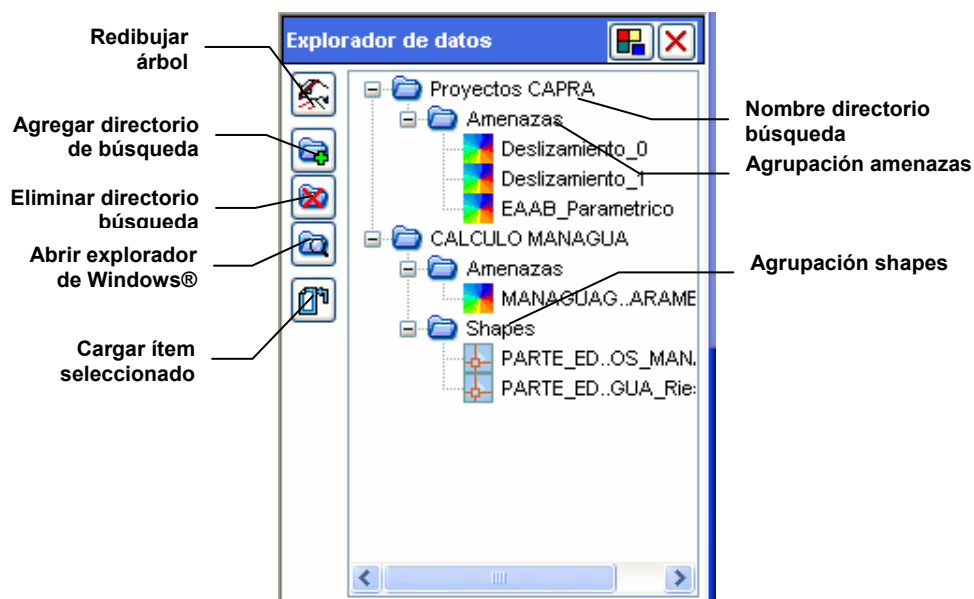 Redibujar
árbol
Agregar directorio
de búsqueda
Eliminar directorio
búsqueda
Abrir explorador
de Windows®
Cargar ítem
seleccionado
Explorador de datos
Proyectos CAPRA
Amenazas
Deslizamiento_0
Deslizamiento_1
EAAB_Parametrico
CALCULO MANAGUA
Amenazas
MANAGUAG..ARAME
Shapes
PARTE_ED..OS_MAN.
PARTE_ED..GUA_Rie
Nombre directorio
búsqueda
Agrupación amenazas
Agrupación shapes